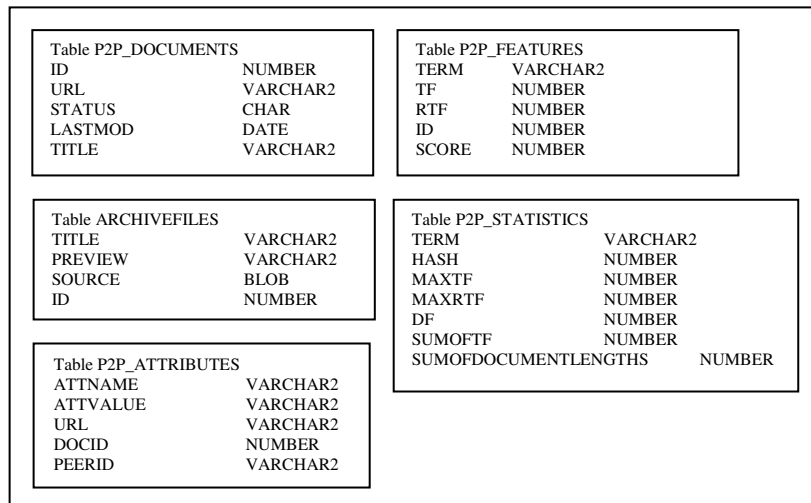 Table P2P_DOCUMENTS
ID NUMBER
URL VARCHAR2
STATUS CHAR
LASTMOD DATE
TITLE VARCHAR2
Table P2P_FEATURES
TERM VARCHAR2
TF NUMBER
RTF NUMBER
ID NUMBER
SCORE NUMBER
Table ARCHIVEFILES
TITLE VARCHAR2
PREVIEW VARCHAR2
SOURCE BLOB
ID NUMBER
Table P2P_STATISTICS
TERM VARCHAR2
HASH NUMBER
MAXTF NUMBER
MAXRTF NUMBER
DF NUMBER
SUMOFTF NUMBER
SUMOFDOCUMENTLENGTHS NUMBER
Table P2P_ATTRIBUTES
ATTNAME VARCHAR2
ATTVALUE VARCHAR2
URL VARCHAR2
DOCID NUMBER
PEERID VARCHAR2